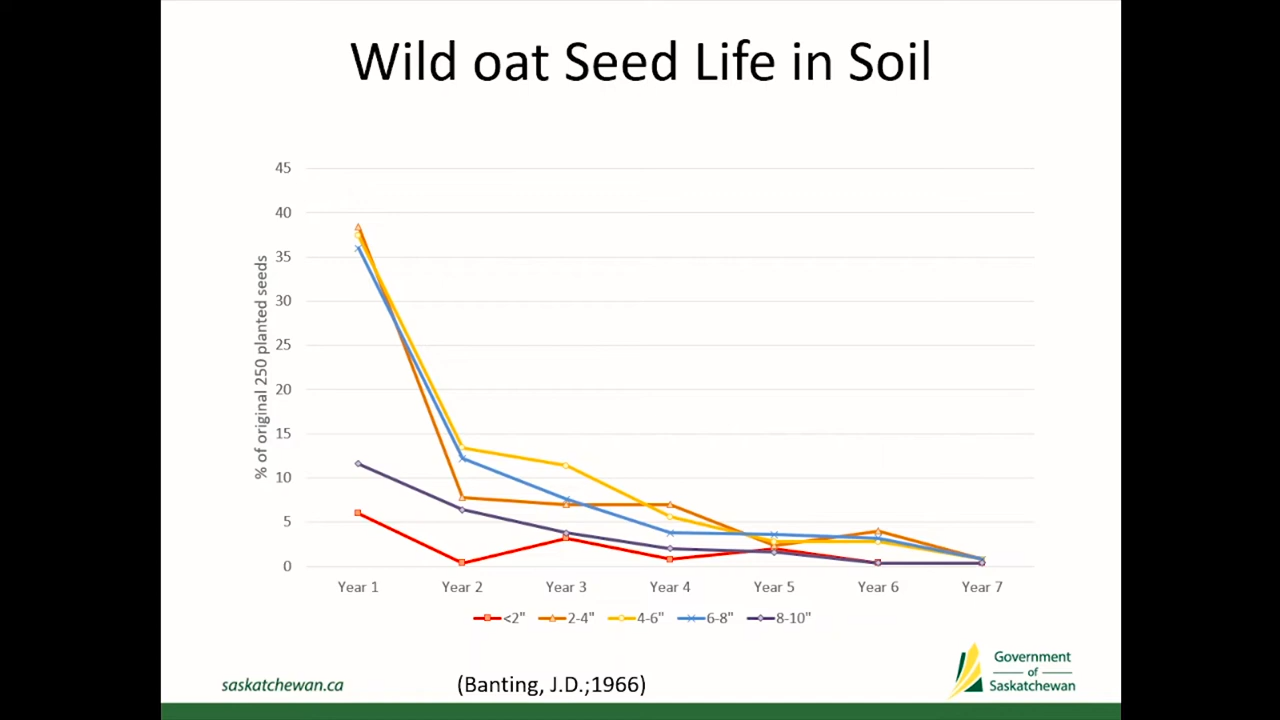 Wild oat Seed Life in Soil
% of original 250 planted seeds
45
40
35
30
25
20
15
10
5
0
Year 1 Year 2 Year 3 Year 4 Year 5 Year 6 Year 7
<2" 2-4" 4-6" 6-8" 8-10"
saskatchewan.ca
(Banting, J.D.;1966)
Government
of
Saskatchewan